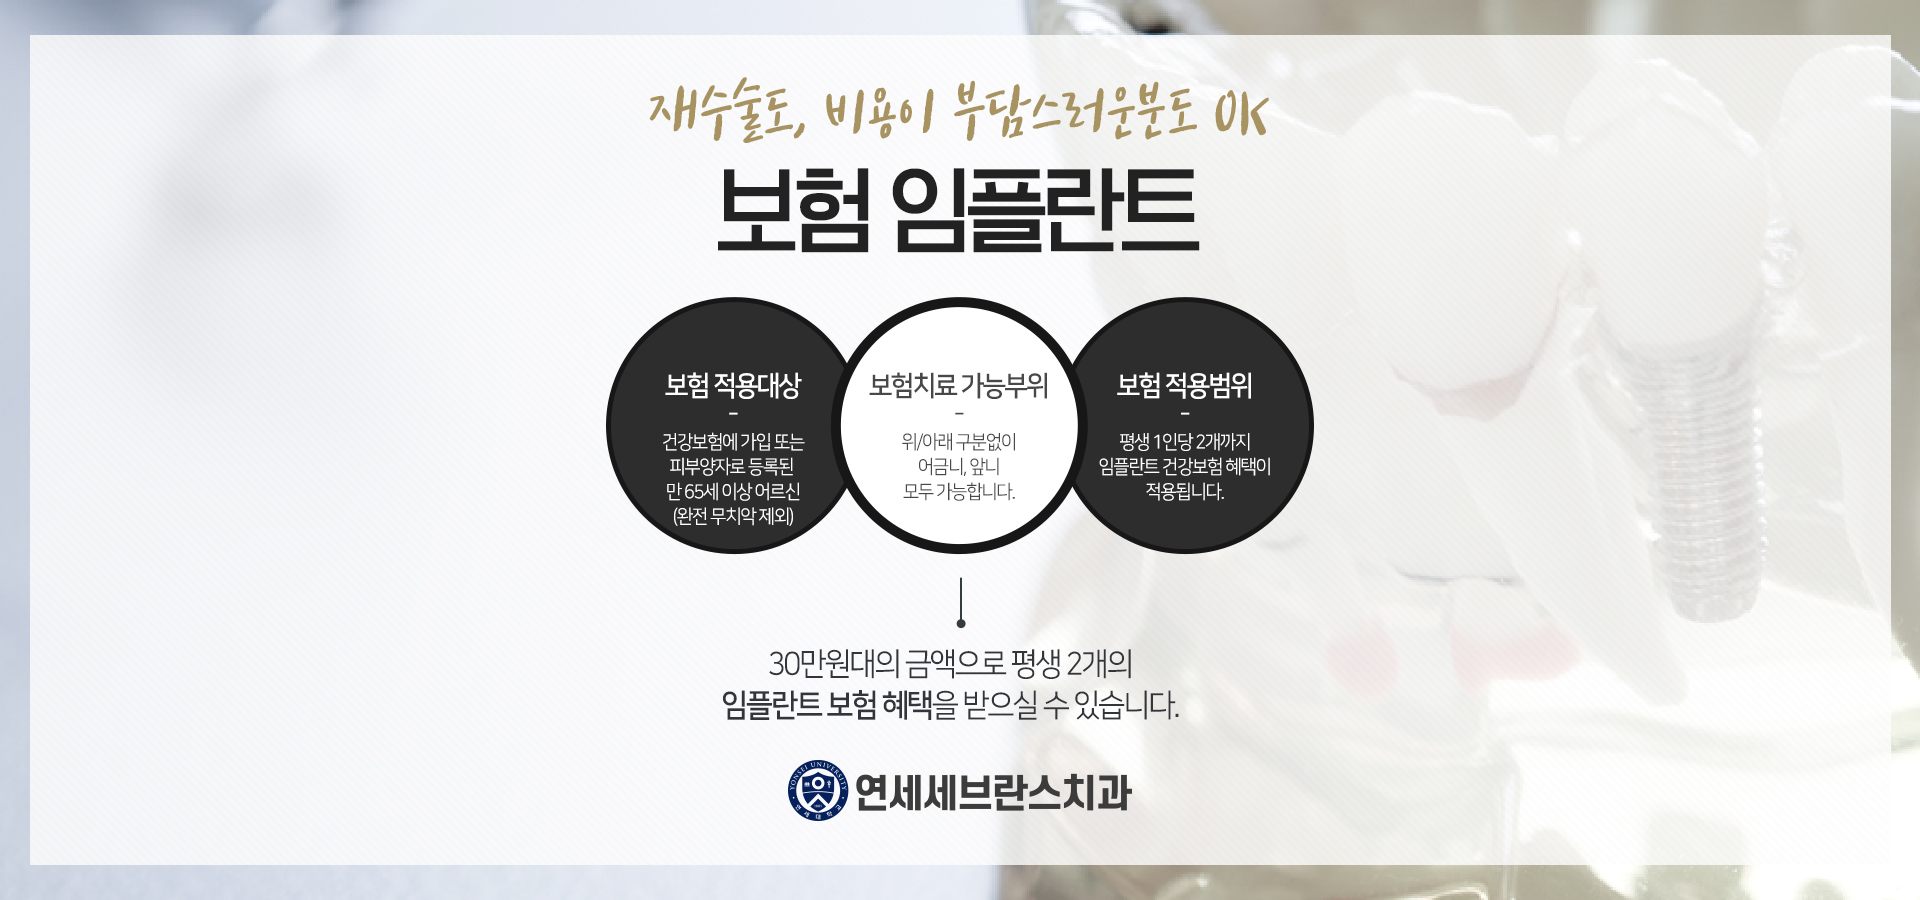 재수술도, 비용이 부담스러운분도 OK
보험 임플란트
보험 적용대상
-
건강보험에 가입 또는
피부양자로 등록된
만 65세 이상 어르신
(완전 무치악 제외)
보험치료 가능부위
-
위/아래 구분없이
어금니, 앞니
모두 가능합니다.
보험 적용범위
-
평생 1인당 2개까지
임플란트 건강보험 혜택이
적용됩니다.
30만원대의 금액으로 평생 2개의
임플란트 보험 혜택을 받으실 수 있습니다.
YONSEI UNIVERSITY
연세대학교
연세세브란스치과